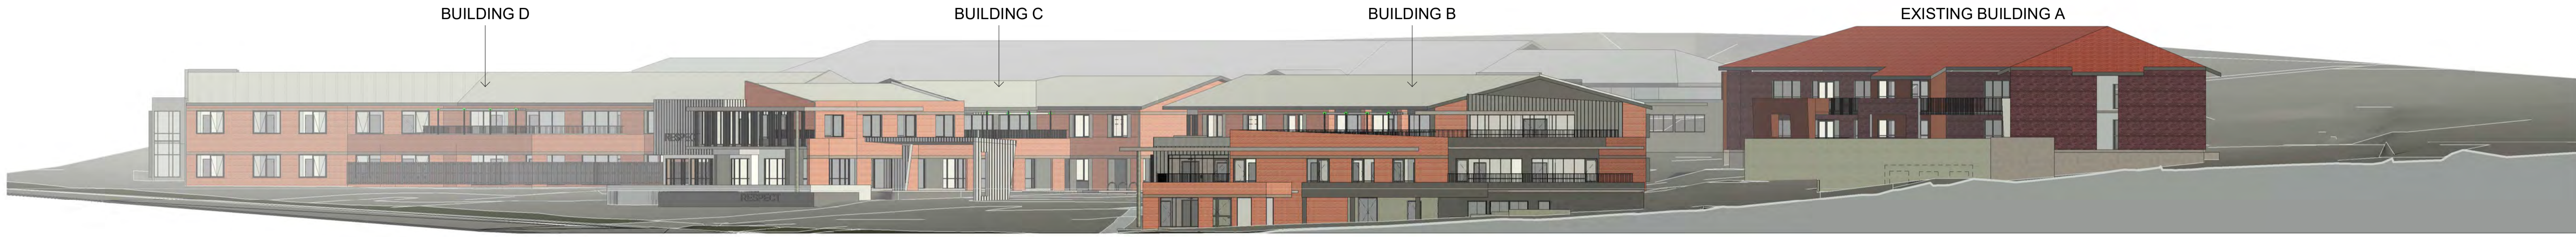 BUILDING D
BUILDING C
BUILDING B
EXISTING BUILDING A
RESPECT
RESPECT